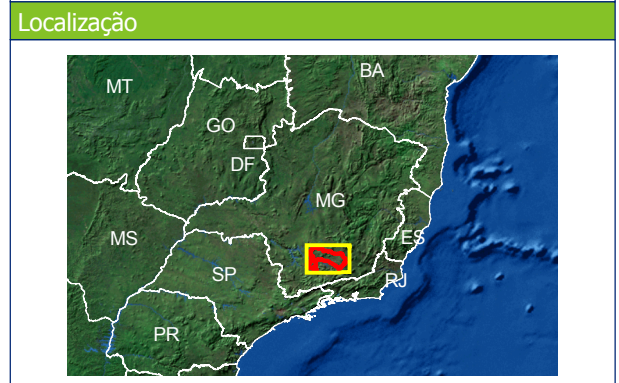 Localização
BA
MT
GO
DF
MG
MS
ES
SP
RJ
PR